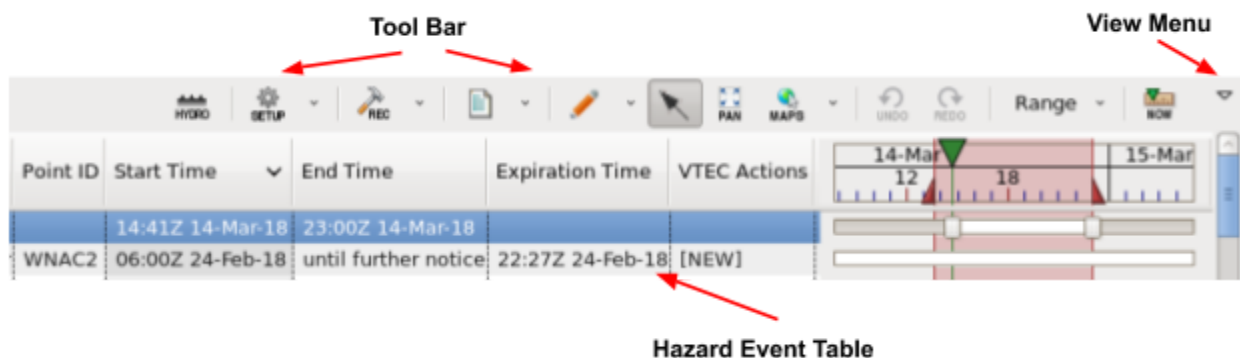 Tool Bar
View Menu
HYDRO SETUP REC PAN MAPS UNDO REDO Range NOW
Point ID Start Time End Time Expiration Time VTEC Actions 14-Mar 15-Mar
12 18
14:41Z 14-Mar-18 23:00Z 14-Mar-18
WNAC2 06:00Z 24-Feb-18 until further notice 22:27Z 24-Feb-18 [NEW]
Hazard Event Table